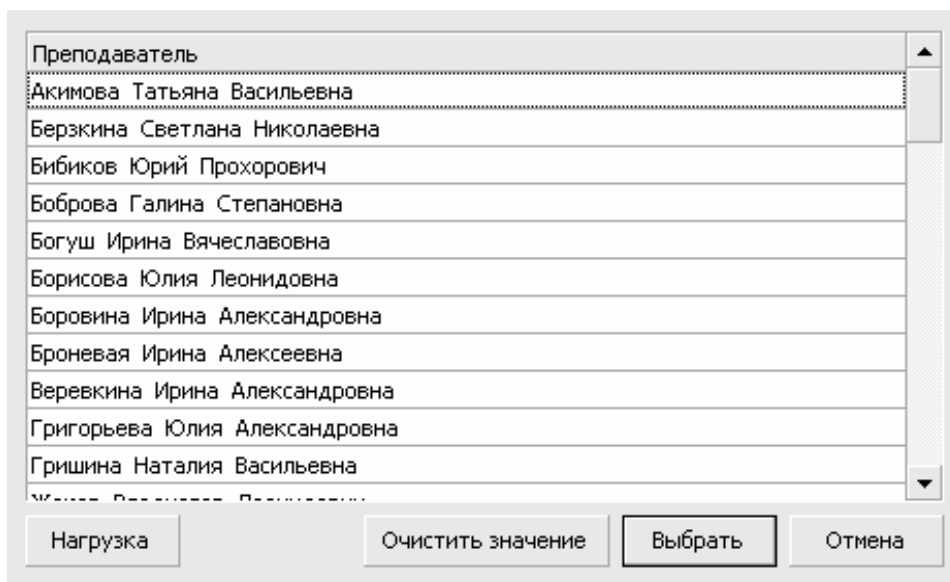 Преподаватель
Акимова Татьяна Васильевна
Берзкина Светлана Николаевна
Бибиков Юрий Прохорович
Боброва Галина Степановна
Богуш Ирина Вячеславовна
Борисова Юлия Леонидовна
Боровина Ирина Александровна
Броневая Ирина Алексеевна
Веревкина Ирина Александровна
Григорьева Юлия Александровна
Гришина Наталия Васильевна
Нагрузка Очистить значение Выбрать Отмена